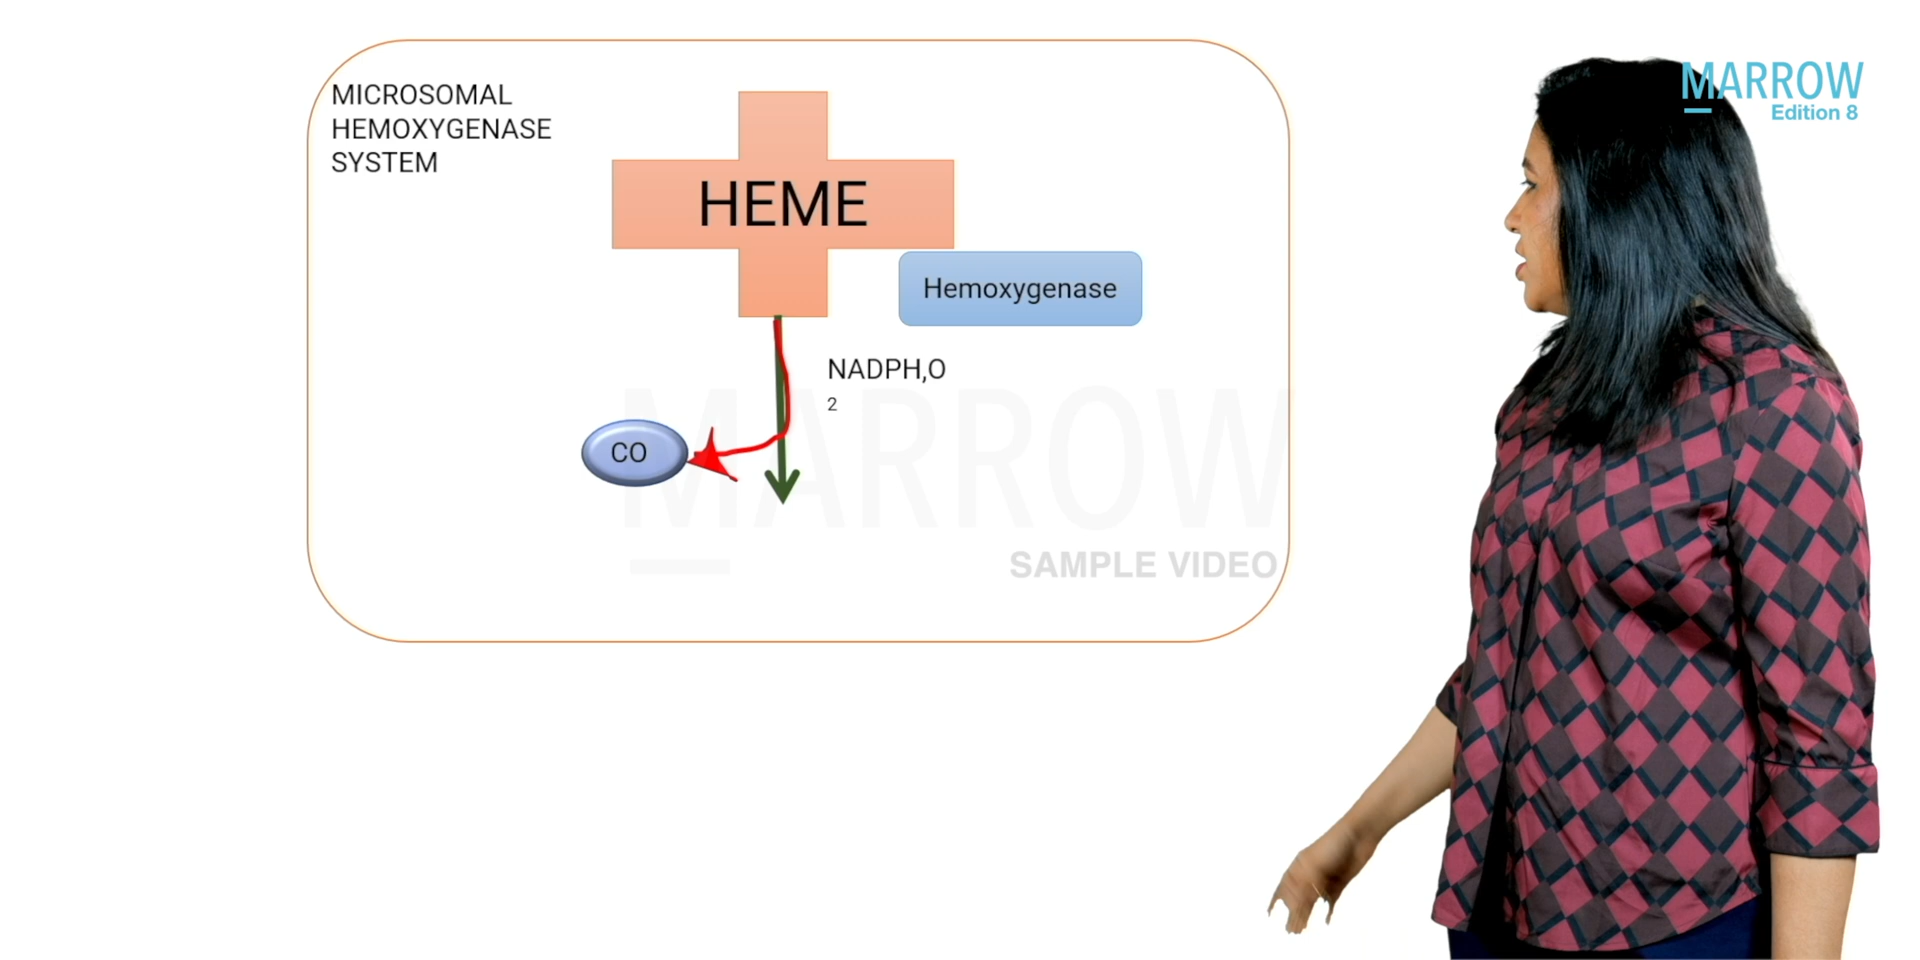 MICROSOMAL
HEMOXYGENASE
SYSTEM
HEME
Hemoxygenase
NADPH,O
2
CO
MARROW
SAMPLE VIDEO
MARROW
Edition 8